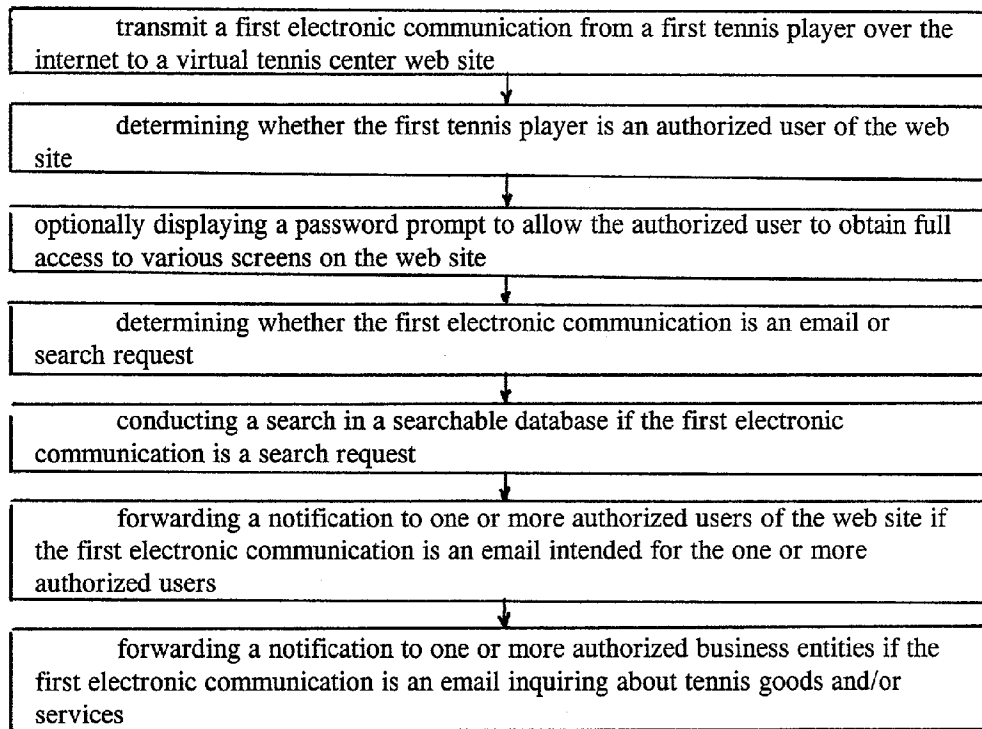 transmit a first electronic communication from a first tennis player over the
internet to a virtual tennis center web site
determining whether the first tennis player is an authorized user of the web
site
optionally displaying a password prompt to allow the authorized user to obtain full
access to various screens on the web site
determining whether the first electronic communication is an email or
search request
conducting a search in a searchable database if the first electronic
communication is a search request
forwarding a notification to one or more authorized users of the web site if
the first electronic communication is an email intended for the one or more
authorized users
forwarding a notification to one or more authorized business entities if the
first electronic communication is an email inquiring about tennis goods and/or
services